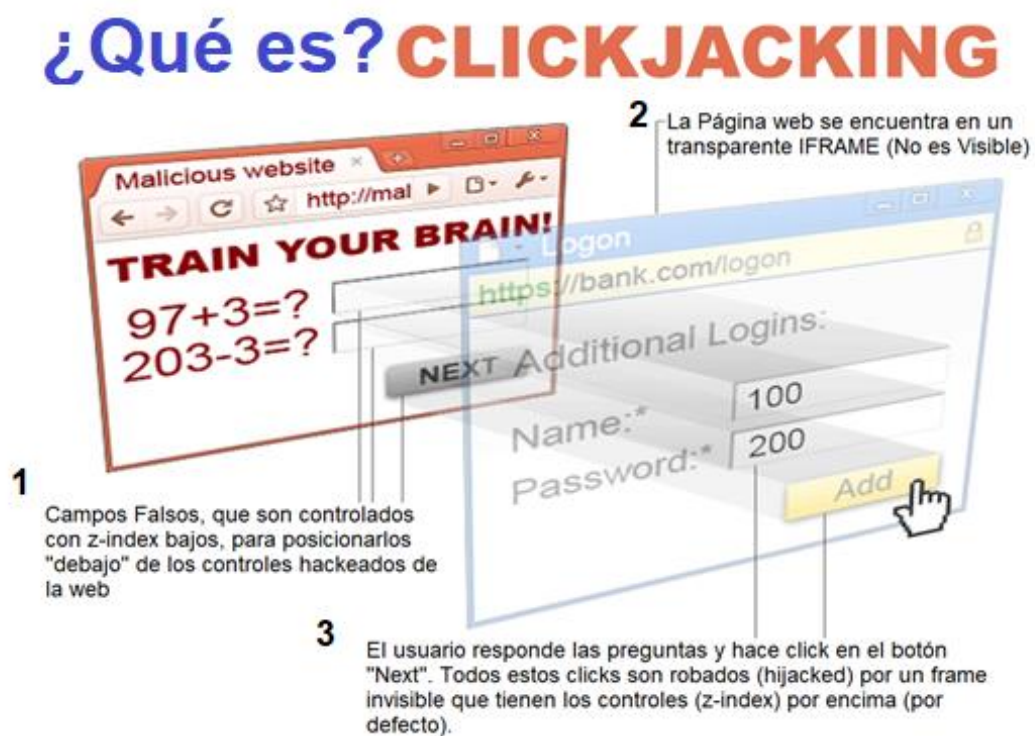 ¿Qué es? CLICKJACKING
2
La Página web se encuentra en un
transparente IFRAME (No es Visible)
Malicious website
http://mal
TRAIN YOUR BRAIN!
97+3=?
203-3=?
NEXT
Logon
https://bank.com/logon
Additional Logins:
Name:*
100
Password:*
200
Add
1
Campos Falsos, que son controlados
con z-index bajos, para posicionarlos
"debajo" de los controles hackeados de
la web
3
El usuario responde las preguntas y hace click en el botón
"Next". Todos estos clicks son robados (hijacked) por un frame
invisible que tienen los controles (z-index) por encima (por
defecto).